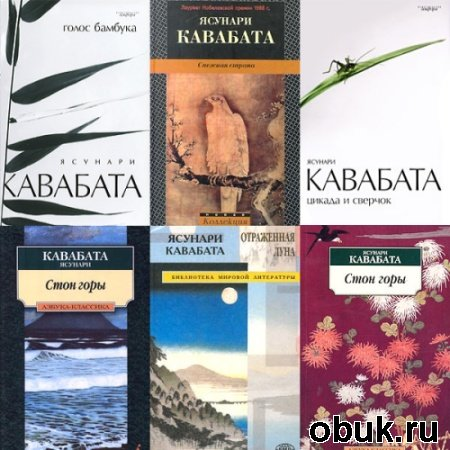 голос бамбука
ЯСУНАРИ
КАВАБАТА
Лауреат Нобелевской премии 1968 г.
ЯСУНАРИ
КАВАБАТА
Снежная страна
Коллекция
ЯСУНАРИ
КАВАБАТА
цикада и сверчок
КАВАБАТА
ЯСУНАРИ
Стон горы
АЗБУКА-КЛАССИКА
ЯСУНАРИ
КАВАБАТА
ОТРАЖЕННАЯ
ЛУНА
БИБЛИОТЕКА МИРОВОЙ ЛИТЕРАТУРЫ
ЯСУНАРИ
КАВАБАТА
Стон горы
obuk.ru